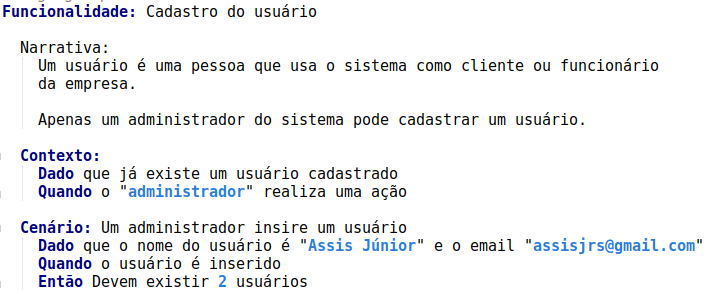 Funcionalidade: Cadastro do usuário
Narrativa:
Um usuário é uma pessoa que usa o sistema como cliente ou funcionário
da empresa.
Apenas um administrador do sistema pode cadastrar um usuário.
Contexto:
Dado que já existe um usuário cadastrado
Quando o "administrador" realiza uma ação
Cenário: Um administrador insire um usuário
Dado que o nome do usuário é "Assis Júnior" e o email "assisjrs@gmail.com"
Quando o usuário é inserido
Então Devem existir 2 usuários